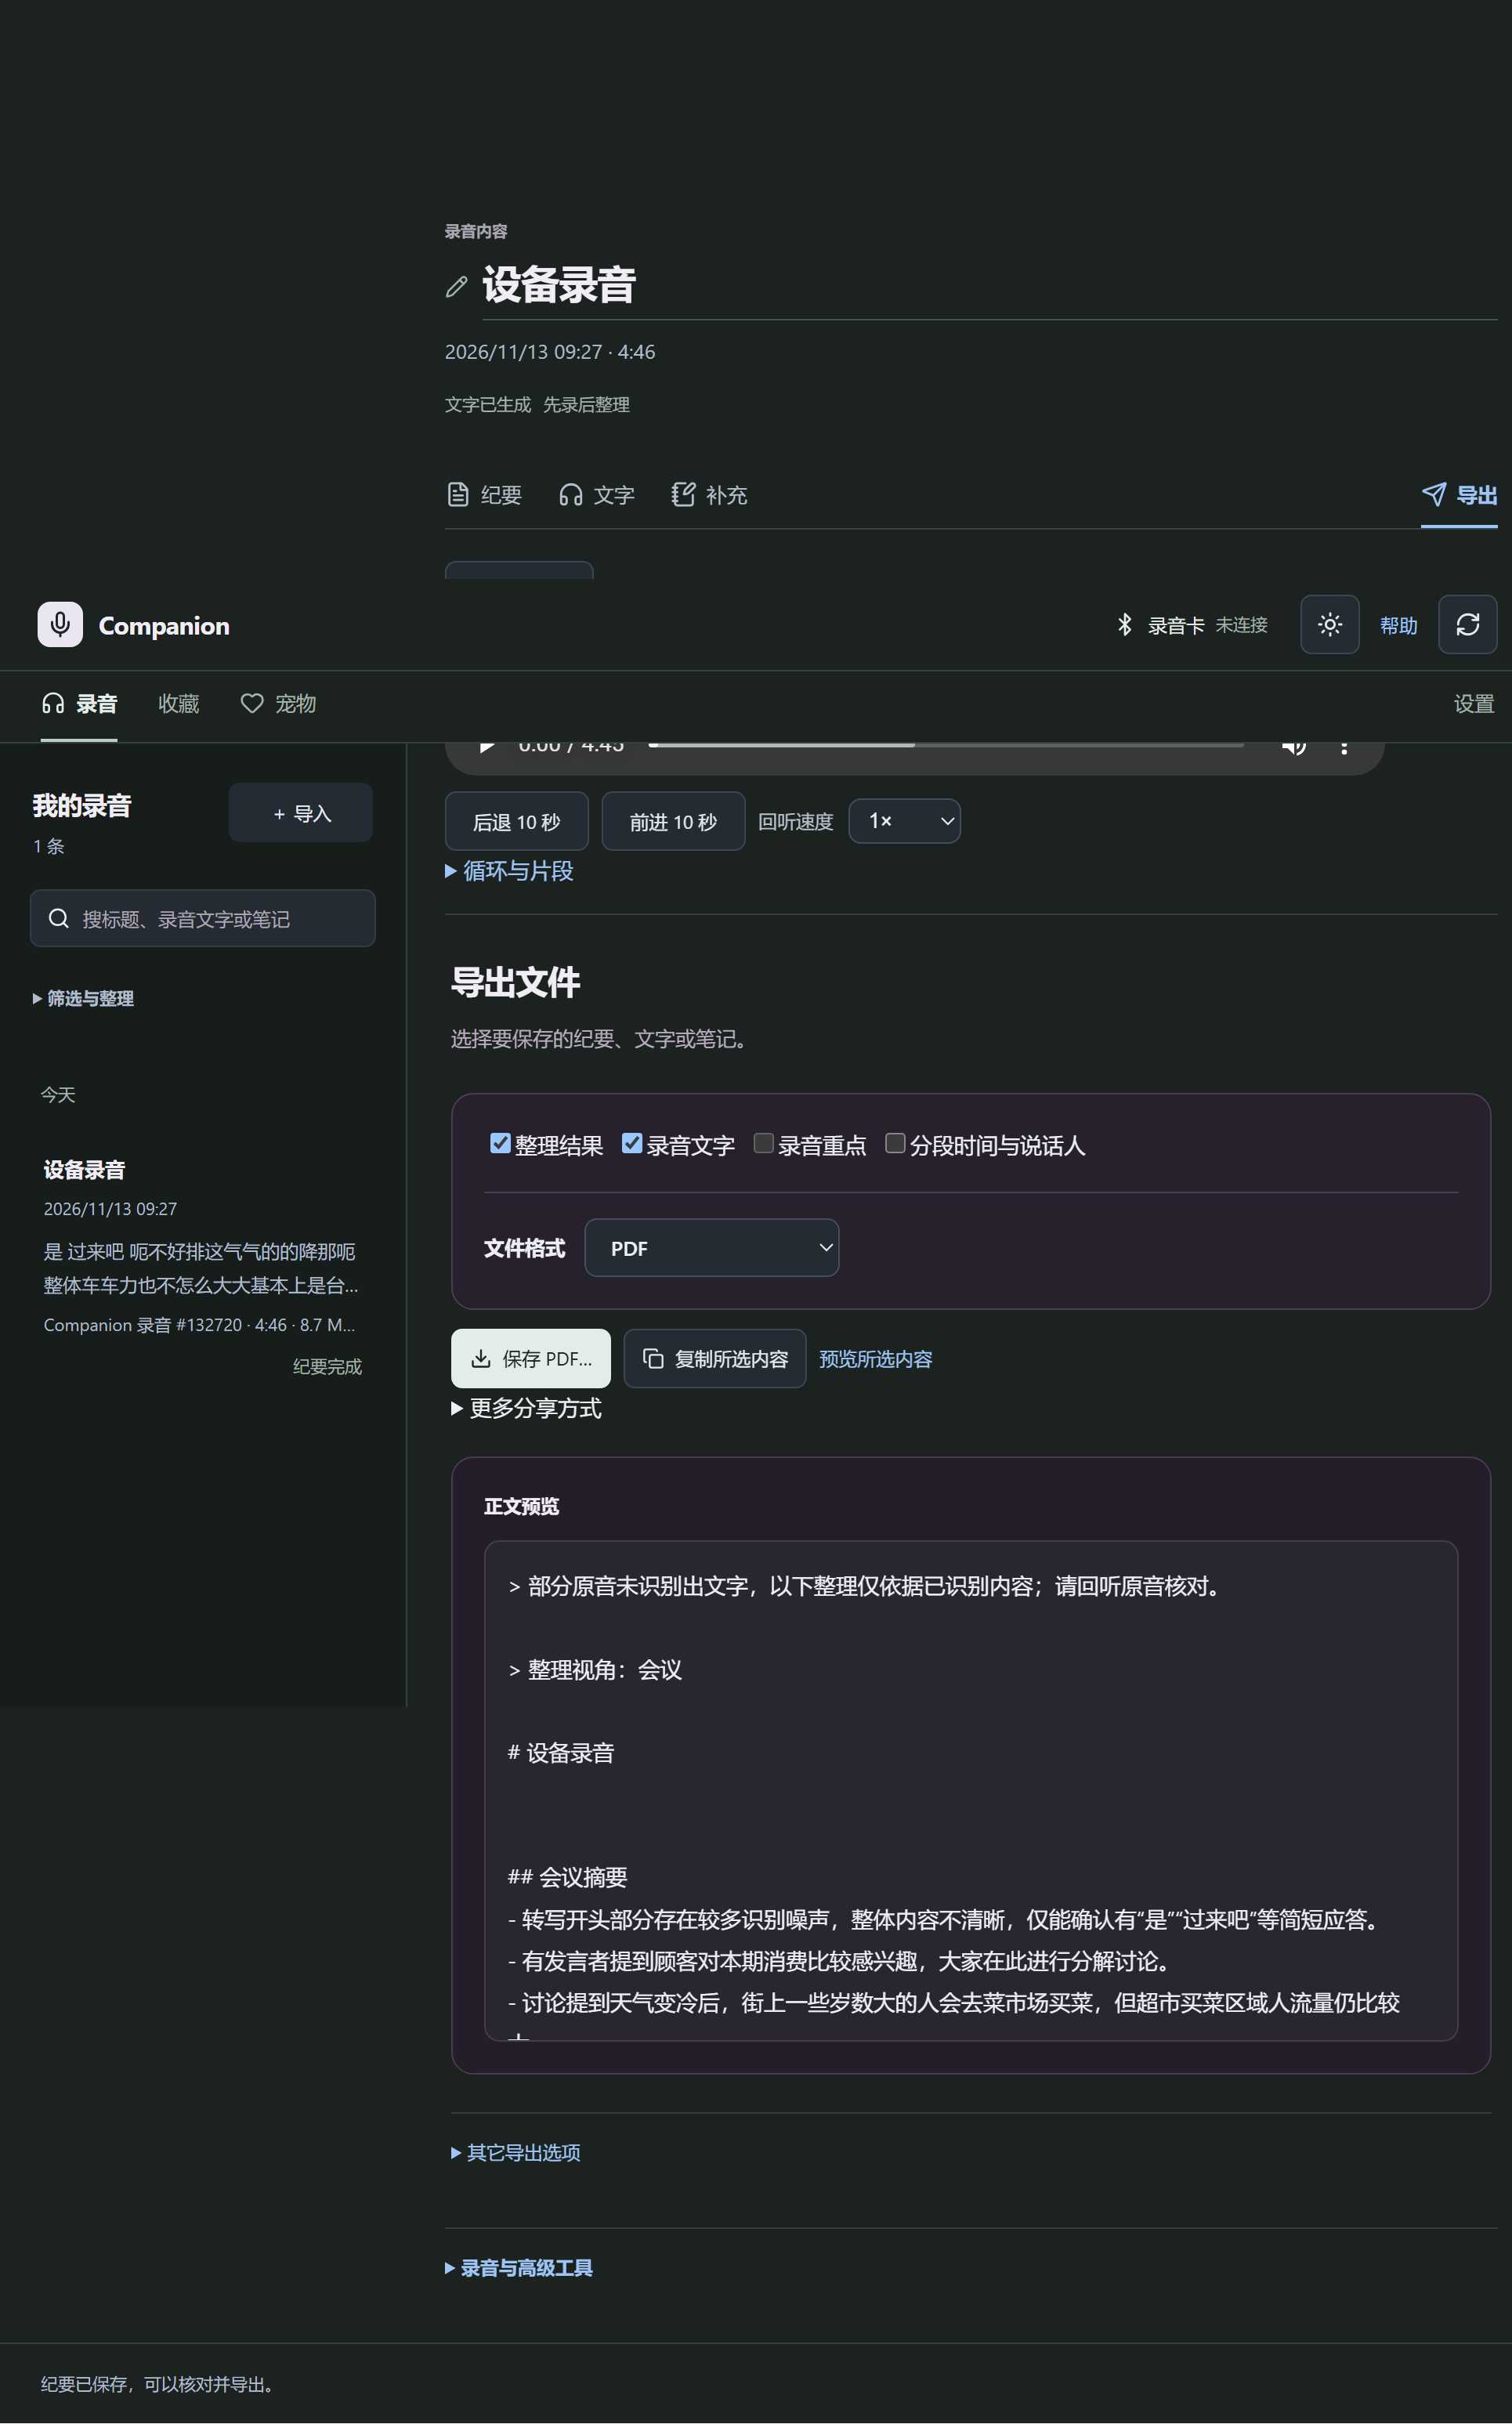 录音内容
设备录音
2026/11/13 09:27 · 4:46
文字已生成 先录后整理
纪要 文字 补充 导出
Companion 录音卡 未连接 帮助
录音 收藏 宠物 设置
0:00 / 4:45
我的录音
+ 导入
1 条
搜标题、录音文字或笔记
筛选与整理
今天
设备录音
2026/11/13 09:27
是 过来吧 呃不好排这气气的的降那呃
整体车车力也不怎么大大基本上是台...
Companion 录音 #132720 · 4:46 · 8.7 M...
纪要完成
后退 10 秒 前进 10 秒 回听速度 1×
循环与片段
导出文件
选择要保存的纪要、文字或笔记。
整理结果 录音文字 录音重点 分段时间与说话人
文件格式 PDF
保存 PDF... 复制所选内容 预览所选内容
更多分享方式
正文预览
> 部分原音未识别出文字，以下整理仅依据已识别内容；请回听原音核对。
> 整理视角：会议
# 设备录音
## 会议摘要
- 转写开头部分存在较多识别噪声，整体内容不清晰，仅能确认有“是”“过来吧”等简短应答。
- 有发言者提到顾客对本期消费比较感兴趣，大家在此进行分解讨论。
- 讨论提到天气变冷后，街上一些岁数大的人会去菜市场买菜，但超市买菜区域人流量仍比较
其它导出选项
录音与高级工具
纪要已保存，可以核对并导出。